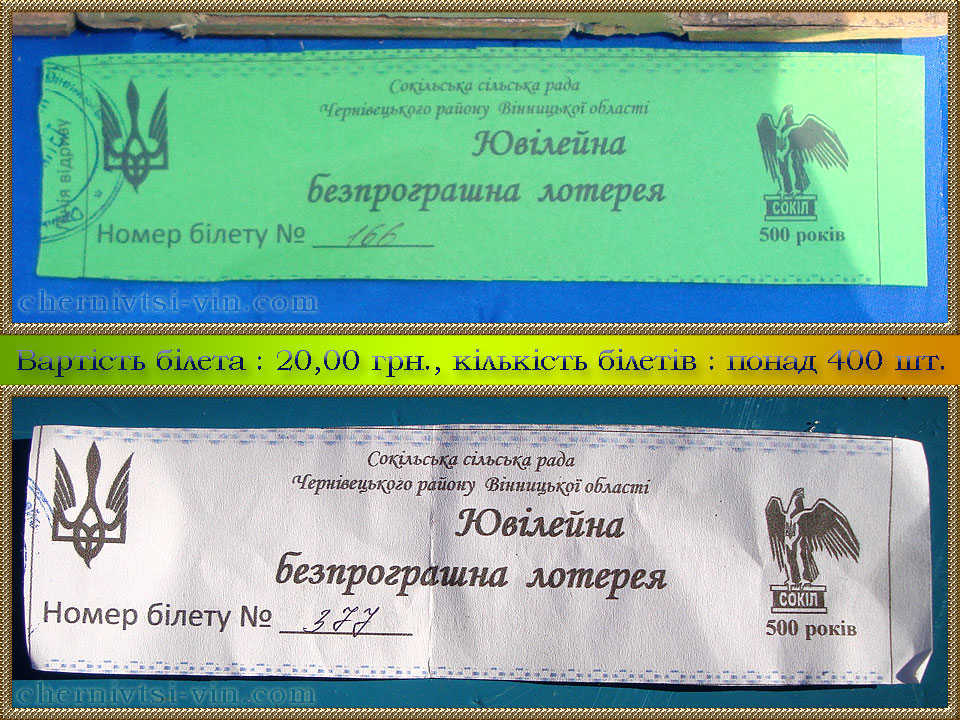 Сокільська сільська рада
Чернівецького району Вінницької області
Ювілейна
безпрограшна лотерея
Номер білету № 166
лінія відриву
СОКІЛ
500 років
chernivtsi-vin.com
Вартість білета : 20,00 грн., кількість білетів : понад 400 шт.
Сокільська сільська рада
Чернівецького району Вінницької області
Ювілейна
безпрограшна лотерея
Номер білету № 377
СОКІЛ
500 років
chernivtsi-vin.com